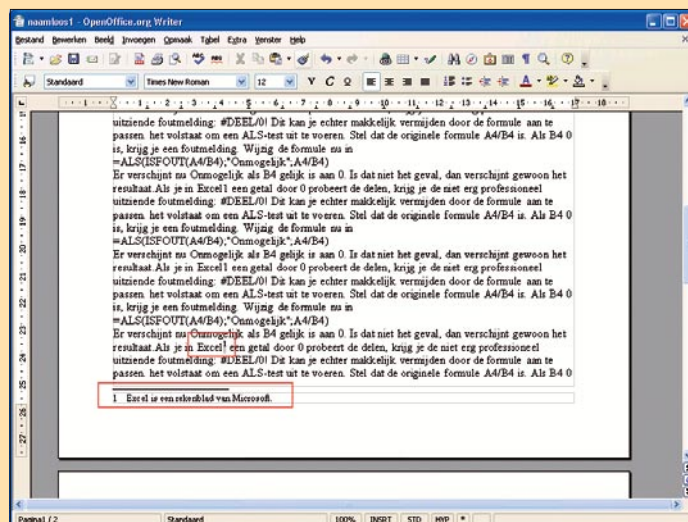 naamloos1 - OpenOffice.org Writer
Bestand Bewerken Beeld Invoegen Opmaak Tabel Extra Venster Help
Standaard Times New Roman 12 V C O
uitziende foutmelding: #DEEL/0! Dit kan je echter makkelijk vermijden door de formule aan te
passen. het volstaat om een ALS-test uit te voeren. Stel dat de originele formule A4/B4 is. Als B4 0
is, krijg je een foutmelding. Wijzig de formule nu in
=ALS(ISFOUT(A4/B4);"Onmogelijk";A4/B4)
Er verschijnt nu Onmogelijk als B4 gelijk is aan 0. Is dat niet het geval, dan verschijnt gewoon het
resultaat.Als je in Excel1 een getal door 0 probeert de delen, krijg je de niet erg professioneel
uitziende foutmelding: #DEEL/0! Dit kan je echter makkelijk vermijden door de formule aan te
passen. het volstaat om een ALS-test uit te voeren. Stel dat de originele formule A4/B4 is. Als B4 0
is, krijg je een foutmelding. Wijzig de formule nu in
=ALS(ISFOUT(A4/B4);"Onmogelijk";A4/B4)
Er verschijnt nu Onmogelijk als B4 gelijk is aan 0. Is dat niet het geval, dan verschijnt gewoon het
resultaat.Als je in Excel1 een getal door 0 probeert de delen, krijg je de niet erg professioneel
uitziende foutmelding: #DEEL/0! Dit kan je echter makkelijk vermijden door de formule aan te
passen. het volstaat om een ALS-test uit te voeren. Stel dat de originele formule A4/B4 is. Als B4 0
is, krijg je een foutmelding. Wijzig de formule nu in
=ALS(ISFOUT(A4/B4);"Onmogelijk";A4/B4)
Er verschijnt nu Onmogelijk als B4 gelijk is aan 0. Is dat niet het geval, dan verschijnt gewoon het
resultaat.Als je in Excel1 een getal door 0 probeert de delen, krijg je de niet erg professioneel
uitziende foutmelding: #DEEL/0! Dit kan je echter makkelijk vermijden door de formule aan te
passen. het volstaat om een ALS-test uit te voeren. Stel dat de originele formule A4/B4 is. Als B4 0
1 Excel is een rekenblad van Microsoft.
Pagina1 / 2 Standaard 100% INSRT STD HYP *